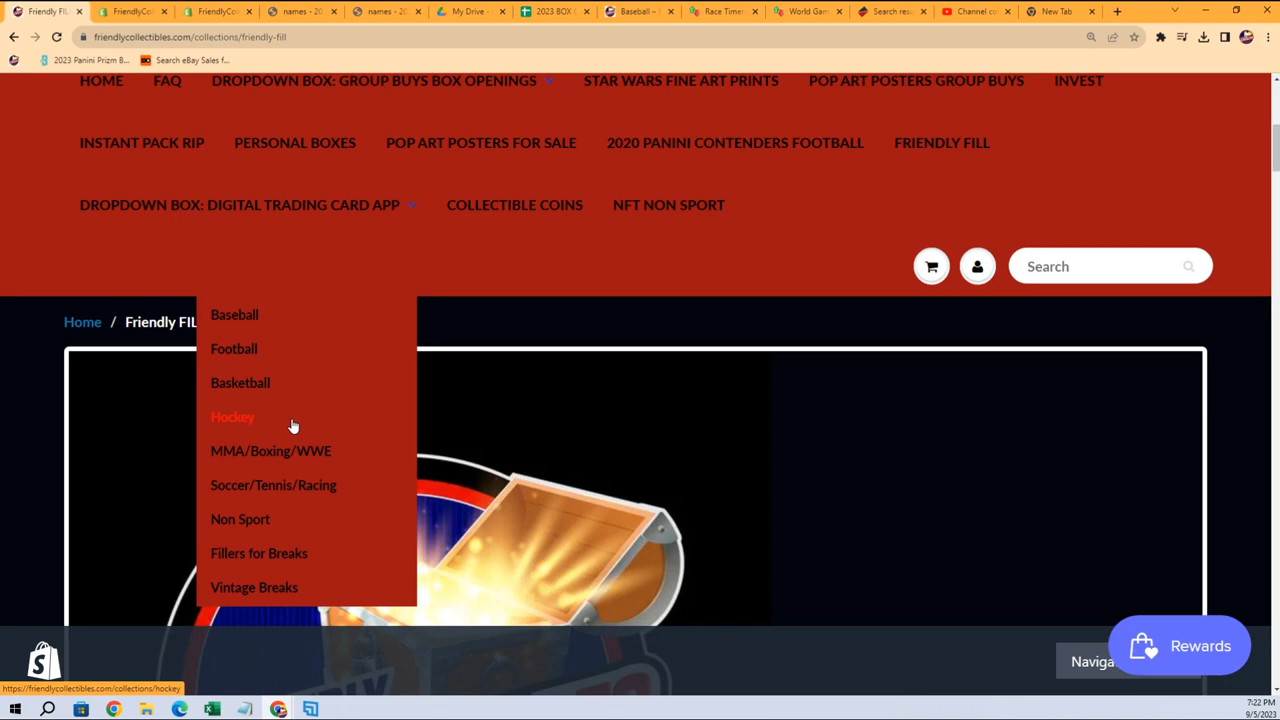 Friendly FIL
FriendlyCol
FriendlyCol
names - 20
names - 20
My Drive -
2023 BOX
Baseball –
Race Timer
World Gam
Search resu
Channel co
New Tab
friendlycollectibles.com/collections/friendly-fill
2023 Panini Prizm B...
Search eBay Sales f...
HOME FAQ DROPDOWN BOX: GROUP BUYS BOX OPENINGS STAR WARS FINE ART PRINTS POP ART POSTERS GROUP BUYS INVEST
INSTANT PACK RIP PERSONAL BOXES POP ART POSTERS FOR SALE 2020 PANINI CONTENDERS FOOTBALL FRIENDLY FILL
DROPDOWN BOX: DIGITAL TRADING CARD APP COLLECTIBLE COINS NFT NON SPORT
Search
Home / Friendly FIL
Baseball
Football
Basketball
Hockey
MMA/Boxing/WWE
Soccer/Tennis/Racing
Non Sport
Fillers for Breaks
Vintage Breaks
Naviga
Rewards
https://friendlycollectibles.com/collections/hockey
7:22 PM
9/5/2023